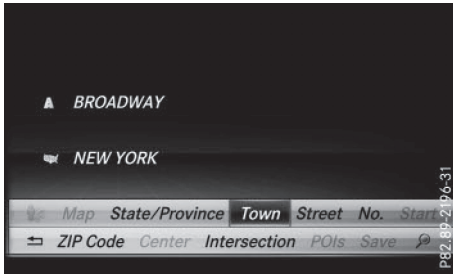 BROADWAY
NEW YORK
Map State/Province Town Street No. Start
ZIP Code Center Intersection POIs Save
P82.89-2196-31